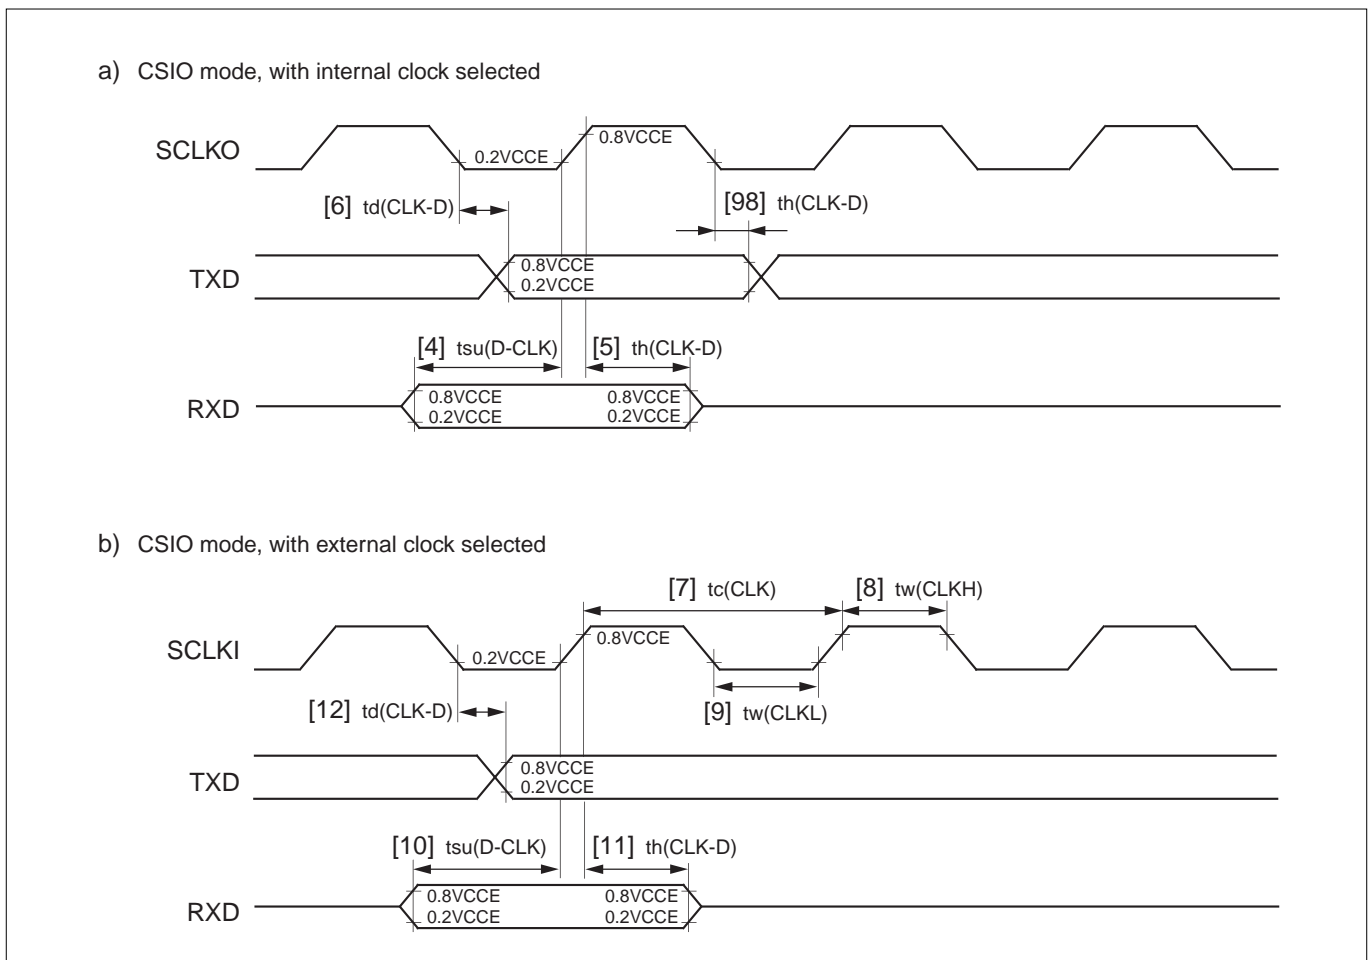 a) CSIO mode, with internal clock selected
SCLKO
0.2VCCE
0.8VCCE
[6] td(CLK-D)
[98] th(CLK-D)
TXD
0.8VCCE
0.2VCCE
[4] tsu(D-CLK)
[5] th(CLK-D)
RXD
0.8VCCE
0.8VCCE
0.2VCCE
0.2VCCE
b) CSIO mode, with external clock selected
[7] tc(CLK)
[8] tw(CLKH)
SCLKI
0.2VCCE
0.8VCCE
[12] td(CLK-D)
[9] tw(CLKL)
TXD
0.8VCCE
0.2VCCE
[10] tsu(D-CLK)
[11] th(CLK-D)
RXD
0.8VCCE
0.8VCCE
0.2VCCE
0.2VCCE